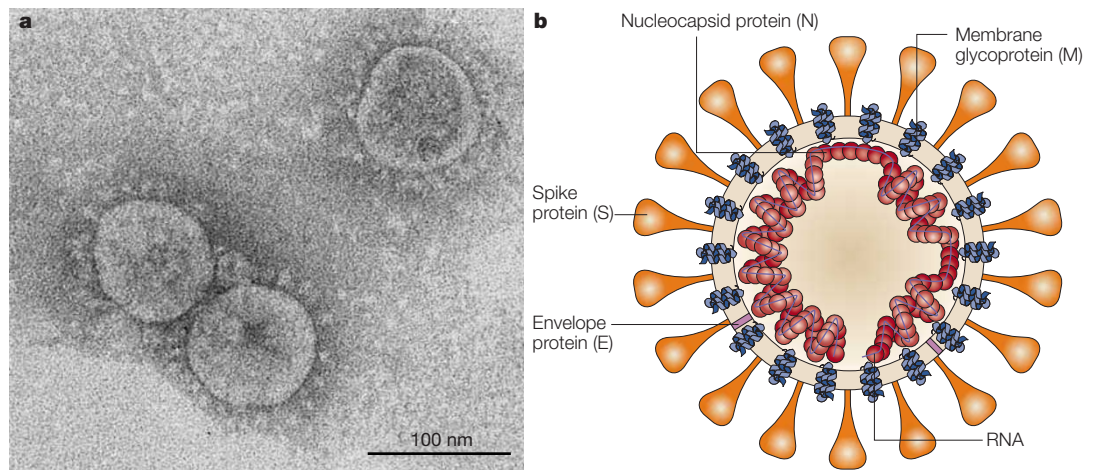 a
100 nm
b
Nucleocapsid protein (N)
Membrane
glycoprotein (M)
Spike
protein (S)
Envelope
protein (E)
RNA